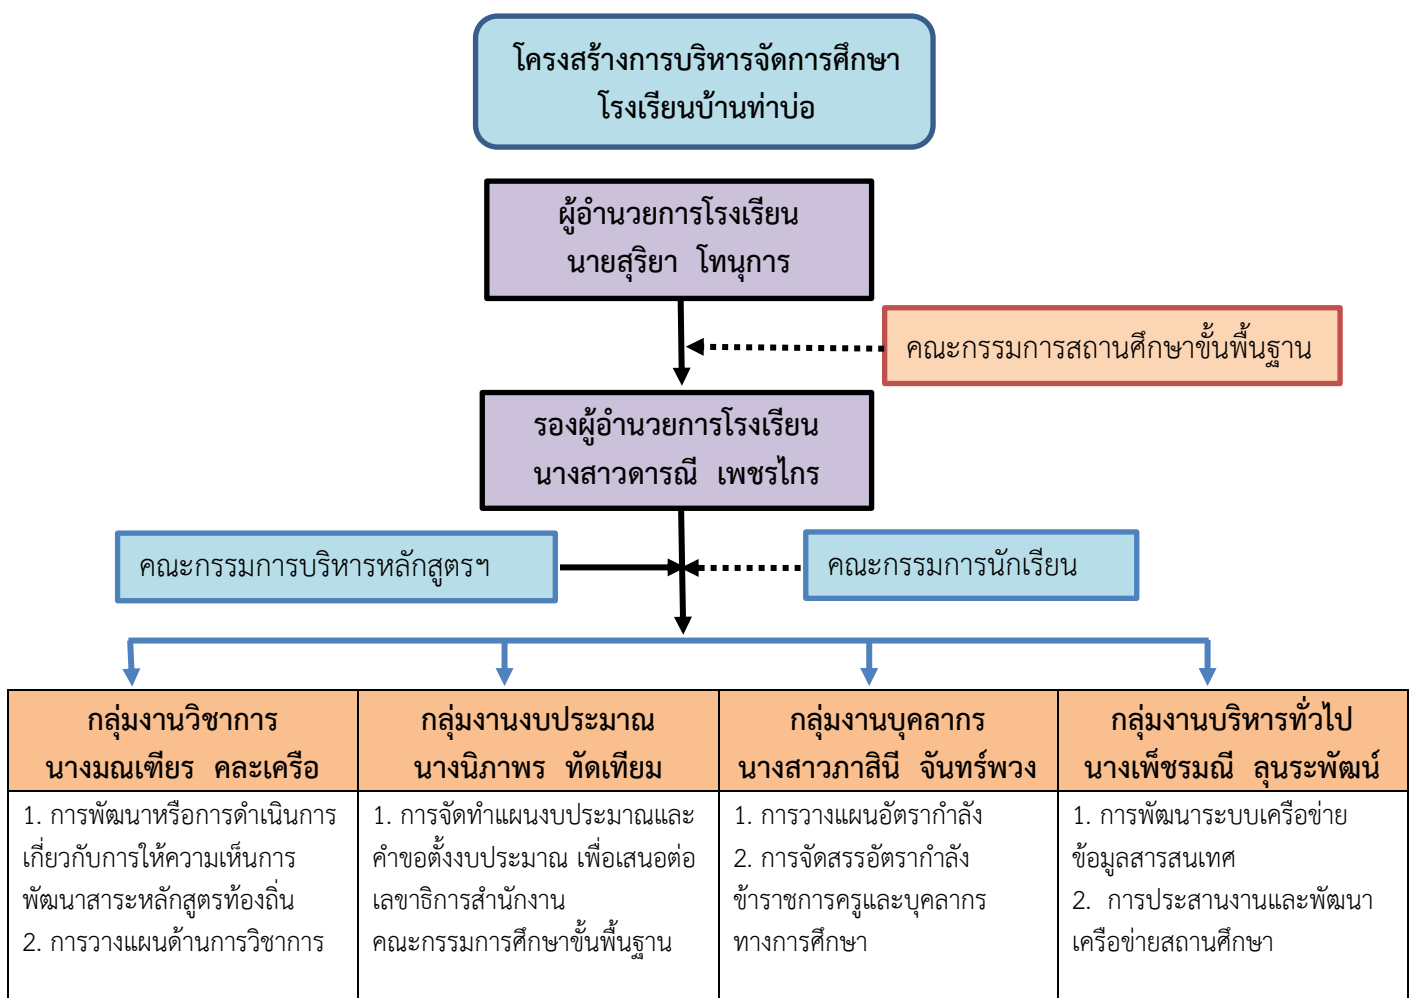 โครงสร้างการบริหารจัดการศึกษา
โรงเรียนบ้านท่าบ่อ
ผู้อำนวยการโรงเรียน
นายสุริยา โทนุการ
คณะกรรมการสถานศึกษาขั้นพื้นฐาน
รองผู้อำนวยการโรงเรียน
นางสาวดารณี เพชรไกร
คณะกรรมการบริหารหลักสูตรฯ
คณะกรรมการนักเรียน
กลุ่มงานวิชาการ
นางมณเฑียร คละเครือ
1. การพัฒนาหรือการดำเนินการ
เกี่ยวกับการให้ความเห็นการ
พัฒนาสาระหลักสูตรท้องถิ่น
2. การวางแผนด้านการวิชาการ
กลุ่มงานงบประมาณ
นางนิภาพร ทัดเทียม
1. การจัดทำแผนงบประมาณและ
คำขอตั้งงบประมาณ เพื่อเสนอต่อ
เลขาธิการสำนักงาน
คณะกรรมการศึกษาขั้นพื้นฐาน
กลุ่มงานบุคลากร
นางสาวภาสินี จันทร์พวง
1. การวางแผนอัตรากำลัง
2. การจัดสรรอัตรากำลัง
ข้าราชการครูและบุคลากร
ทางการศึกษา
กลุ่มงานบริหารทั่วไป
นางเพ็ชรมณี ลุนระพัฒน์
1. การพัฒนาระบบเครือข่าย
ข้อมูลสารสนเทศ
2. การประสานงานและพัฒนา
เครือข่ายสถานศึกษา